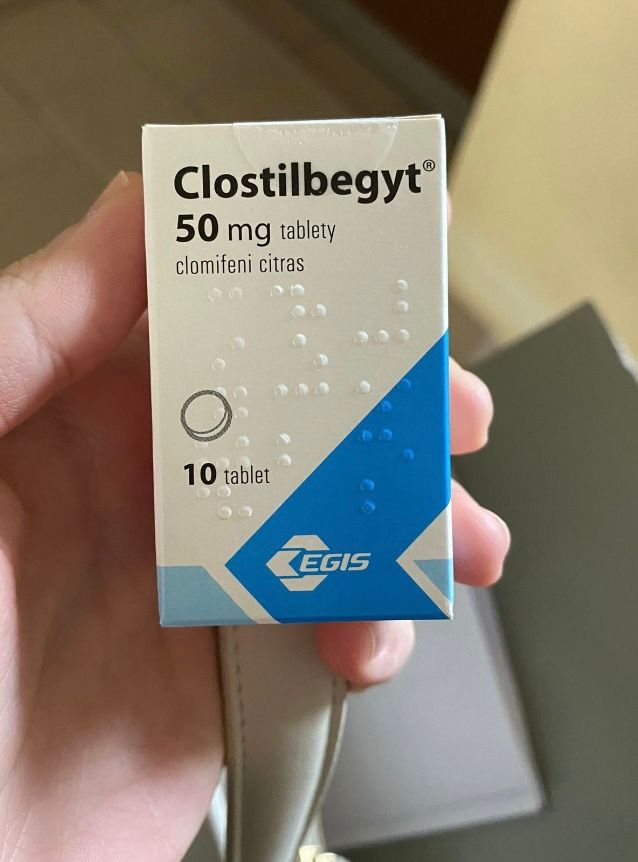 Clostilbegyt®
50 mg tablety
clomifeni citras
10 tablet
EGIS